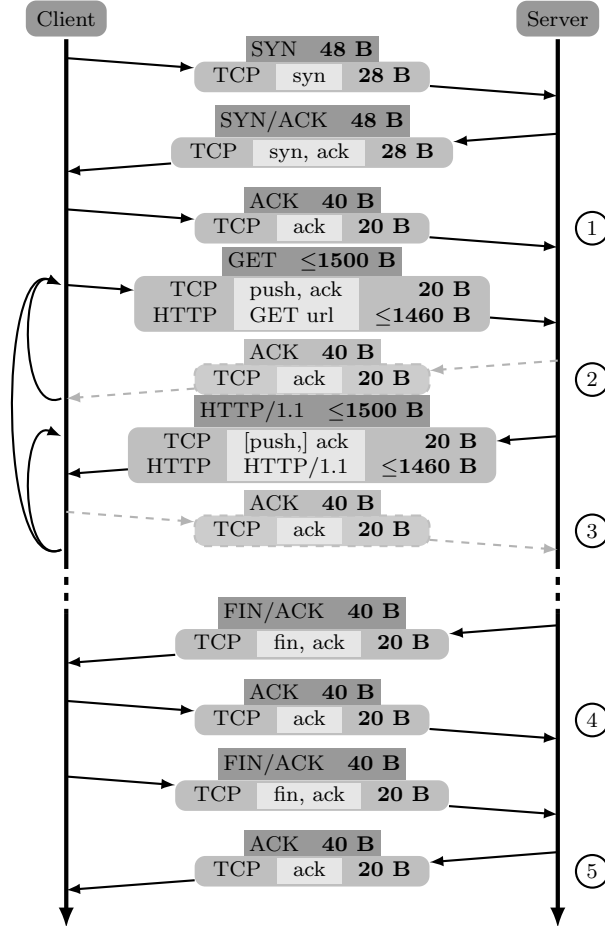 Client Server
SYN 48 B
TCP syn 28 B
SYN/ACK 48 B
TCP syn, ack 28 B
ACK 40 B
TCP ack 20 B
1
GET ≤1500 B
TCP push, ack 20 B
HTTP GET url ≤1460 B
ACK 40 B
TCP ack 20 B
2
HTTP/1.1 ≤1500 B
TCP [push,] ack 20 B
HTTP HTTP/1.1 ≤1460 B
ACK 40 B
TCP ack 20 B
3
FIN/ACK 40 B
TCP fin, ack 20 B
ACK 40 B
TCP ack 20 B
4
FIN/ACK 40 B
TCP fin, ack 20 B
ACK 40 B
TCP ack 20 B
5